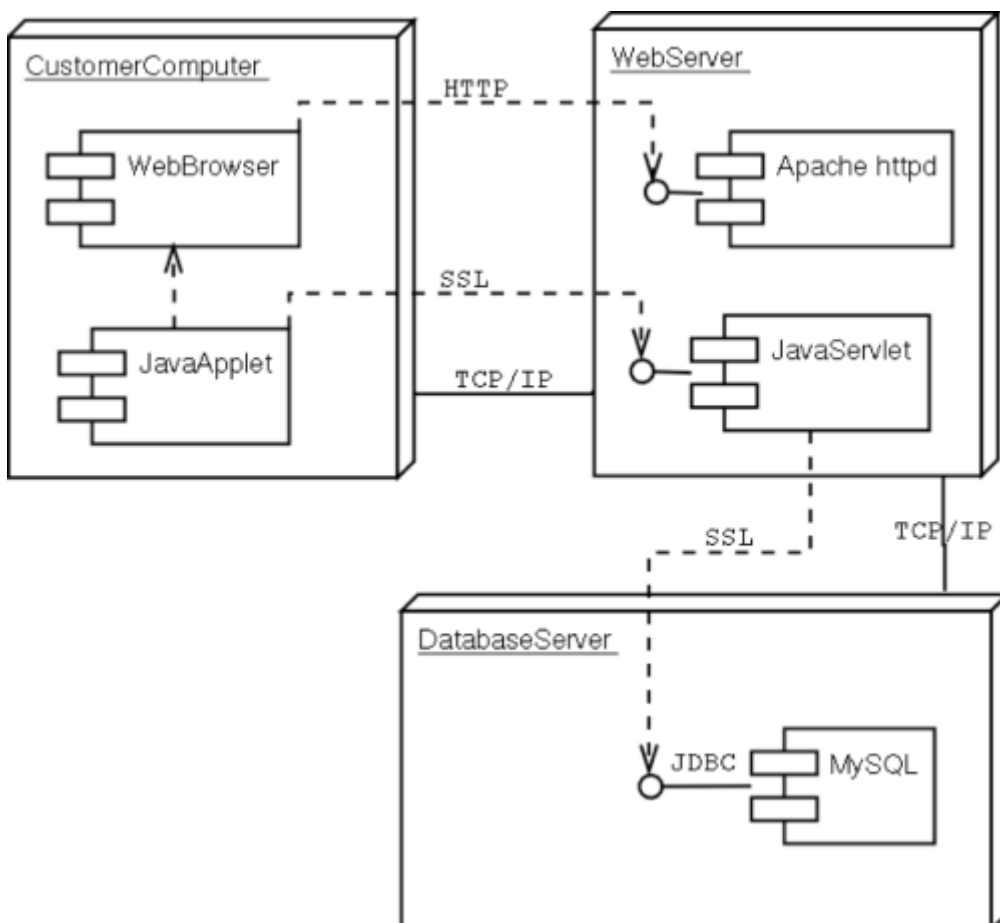 CustomerComputer
WebServer
HTTP
WebBrowser
Apache httpd
SSL
JavaApplet
JavaServlet
TCP/IP
SSL
TCP/IP
DatabaseServer
JDBC
MySQL